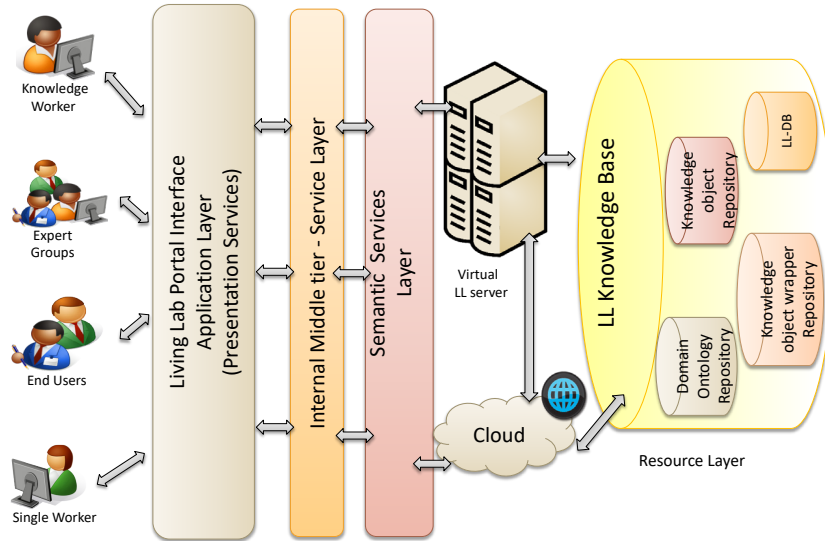 Knowledge
Worker
Expert
Groups
End Users
Single Worker
Living Lab Portal Interface
Application Layer
(Presentation Services)
Internal Middle tier - Service Layer
Semantic Services
Layer
Virtual
LL server
Cloud
LL Knowledge Base
LL-DB
Knowledge
object
Repository
Knowledge
object wrapper
Repository
Domain
Ontology
Repository
Resource Layer